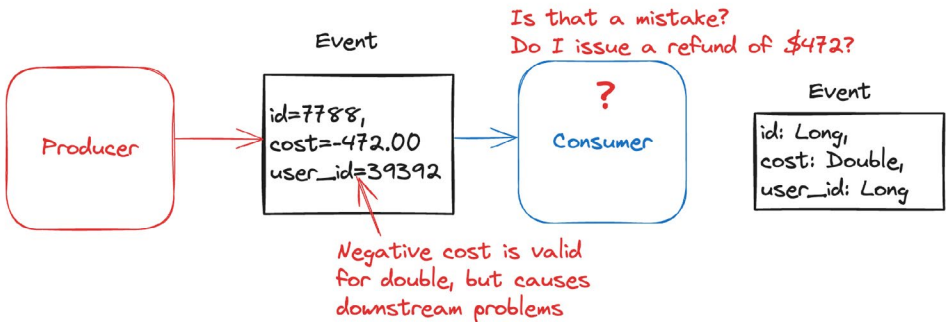 Is that a mistake?
Do I issue a refund of $472?
Event
Producer
id=7788,
cost=-472.00
user_id=39392
?
Consumer
Event
id: Long,
cost: Double,
user_id: Long
Negative cost is valid
for double, but causes
downstream problems